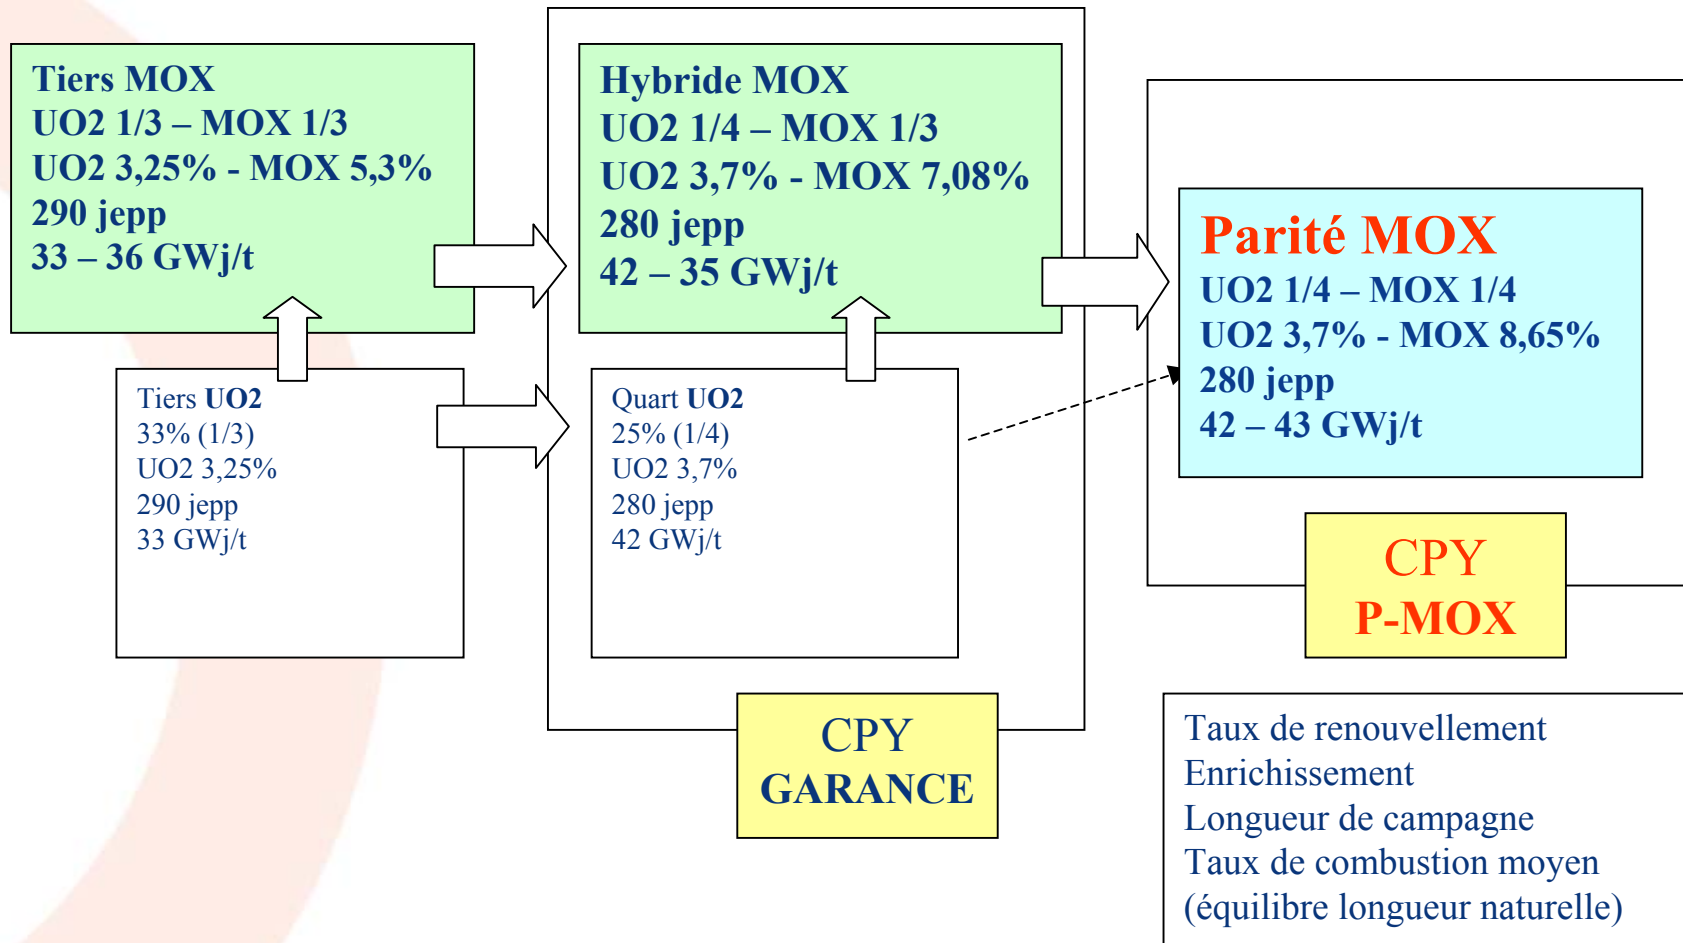 Tiers MOX
UO2 1/3 – MOX 1/3
UO2 3,25% - MOX 5,3%
290 jepp
33 – 36 GWj/t
Hybride MOX
UO2 1/4 – MOX 1/3
UO2 3,7% - MOX 7,08%
280 jepp
42 – 35 GWj/t
Parité MOX
UO2 1/4 – MOX 1/4
UO2 3,7% - MOX 8,65%
280 jepp
42 – 43 GWj/t
Tiers UO2
33% (1/3)
UO2 3,25%
290 jepp
33 GWj/t
Quart UO2
25% (1/4)
UO2 3,7%
280 jepp
42 GWj/t
CPY
P-MOX
CPY
GARANCE
Taux de renouvellement
Enrichissement
Longueur de campagne
Taux de combustion moyen
(équilibre longueur naturelle)